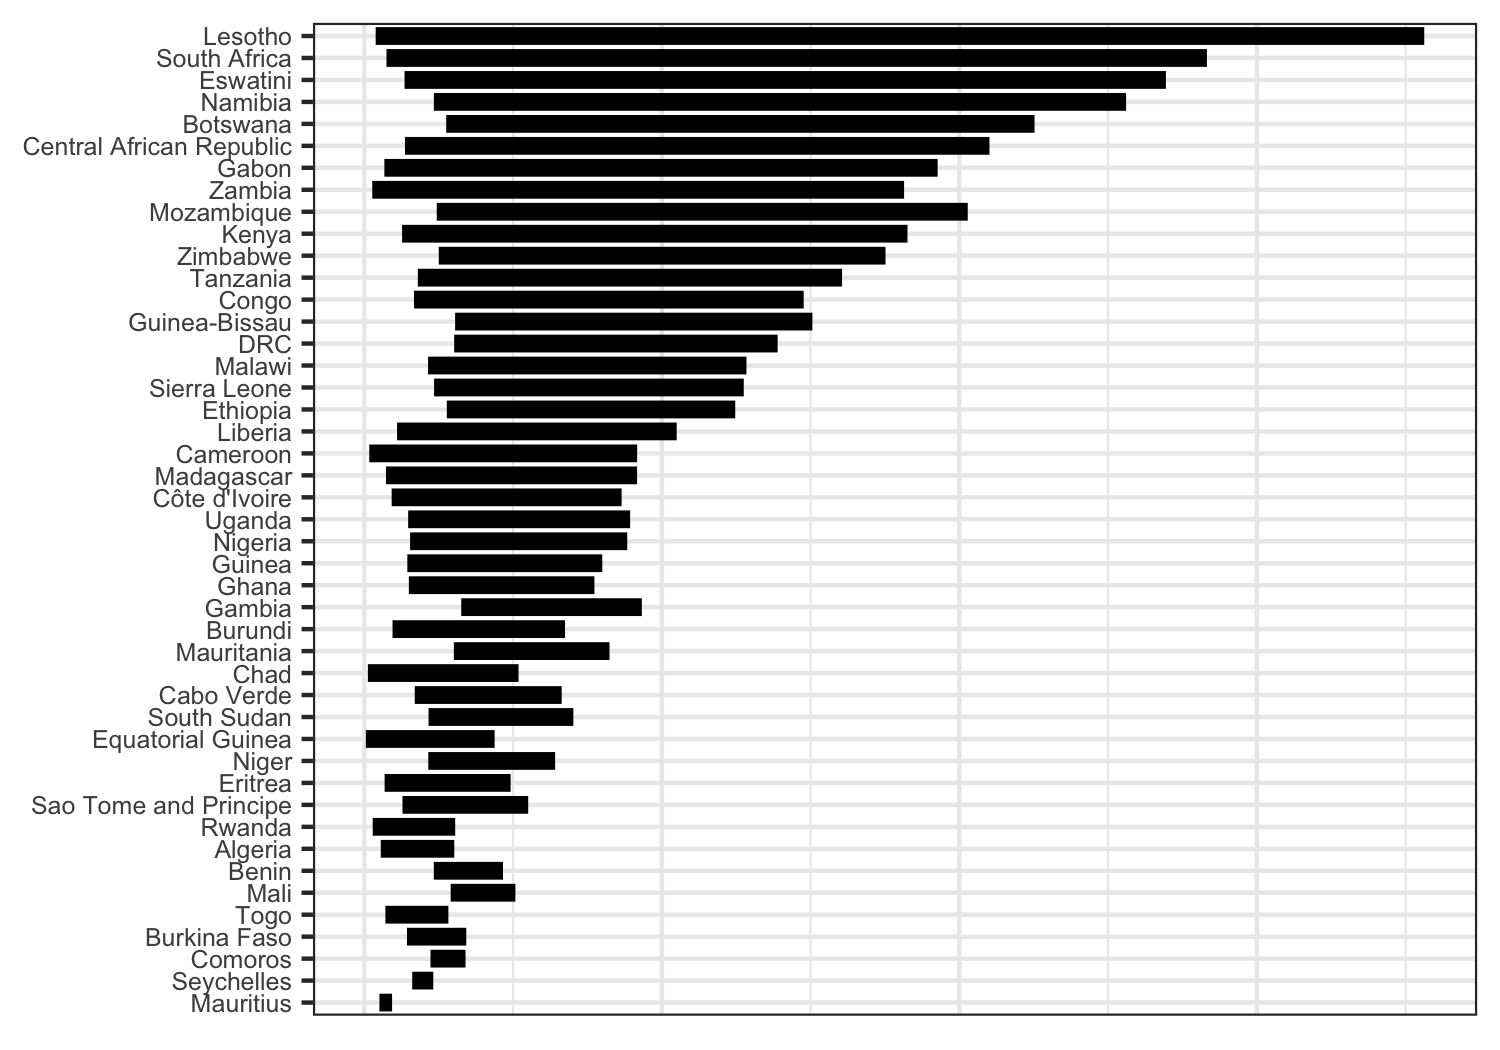 Lesotho
South Africa
Eswatini
Namibia
Botswana
Central African Republic
Gabon
Zambia
Mozambique
Kenya
Zimbabwe
Tanzania
Congo
Guinea-Bissau
DRC
Malawi
Sierra Leone
Ethiopia
Liberia
Cameroon
Madagascar
Côte d'Ivoire
Uganda
Nigeria
Guinea
Ghana
Gambia
Burundi
Mauritania
Chad
Cabo Verde
South Sudan
Equatorial Guinea
Niger
Eritrea
Sao Tome and Principe
Rwanda
Algeria
Benin
Mali
Togo
Burkina Faso
Comoros
Seychelles
Mauritius